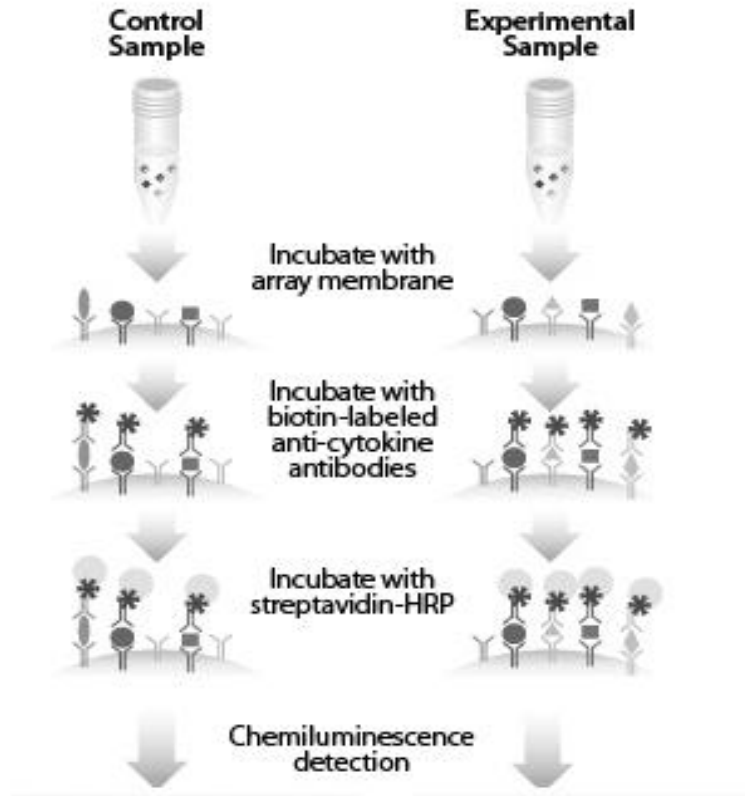 Control
Sample
Experimental
Sample
Incubate with
array membrane
Incubate with
biotin-labeled
anti-cytokine
antibodies
Incubate with
streptavidin-HRP
Chemiluminescence
detection